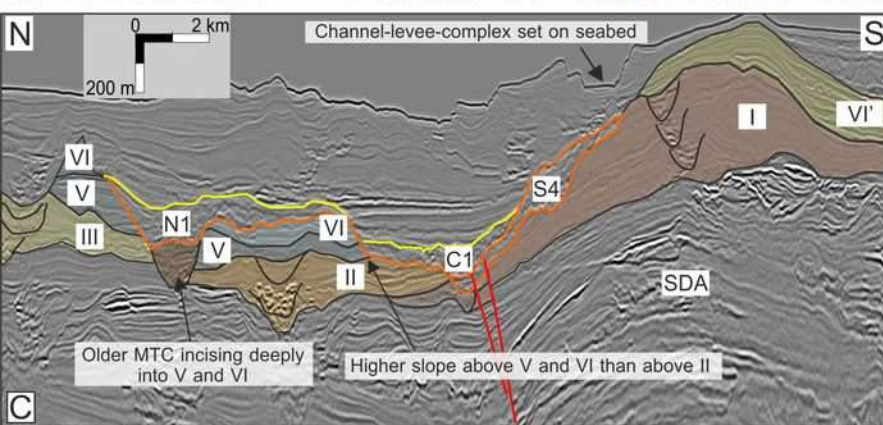 N
0 2 km
200 m
Channel-levee-complex set on seabed
S
VI
V
III
N1
V
VI
II
C1
S4
I
VI'
SDA
Older MTC incising deeply
into V and VI
Higher slope above V and VI than above II
C